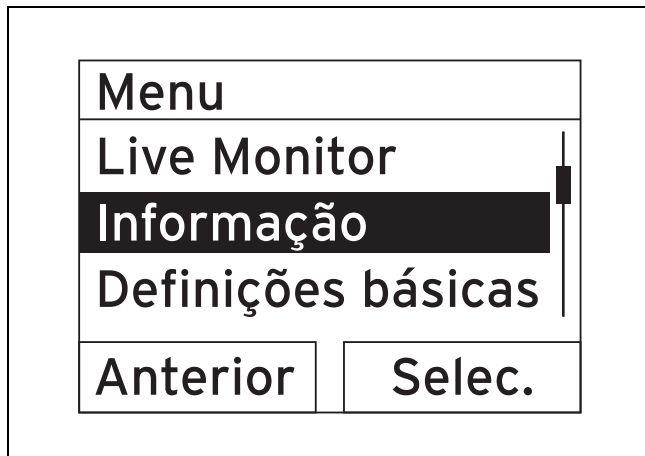 Menu
Live Monitor
Informação
Definições básicas
Anterior
Selec.